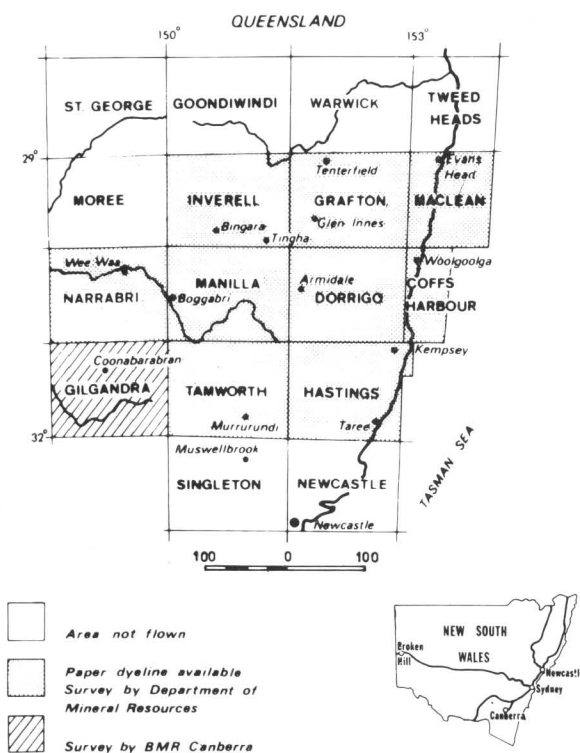 QUEENSLAND
150°
153°
ST. GEORGE
GOONDIWINDI
WARWICK
TWEED
HEADS
29°
Tenterfield
Evans
Head
MOREE
INVERELL
GRAFTON
MACLEAN
Bingara
Glen Innes
Tingha
Wee Waa
Woolgoolga
NARRABRI
MANILLA
Armidale
COFFS
HARBOUR
Boggabri
DORRIGO
Coonabarabran
Kempsey
GILGANDRA
TAMWORTH
HASTINGS
Murrurundi
Taree
32°
Muswellbrook
TASMAN SEA
SINGLETON
NEWCASTLE
Newcastle
100 0 100
Area not flown
Paper dyeline available
Survey by Department of
Mineral Resources
Survey by BMR Canberra
NEW SOUTH
WALES
Broken
Hill
Newcastl
Sydney
Canberra